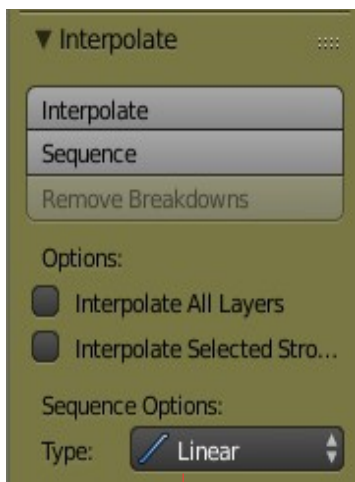 Interpolate
Interpolate
Sequence
Remove Breakdowns
Options:
Interpolate All Layers
Interpolate Selected Stro...
Sequence Options:
Type: Linear